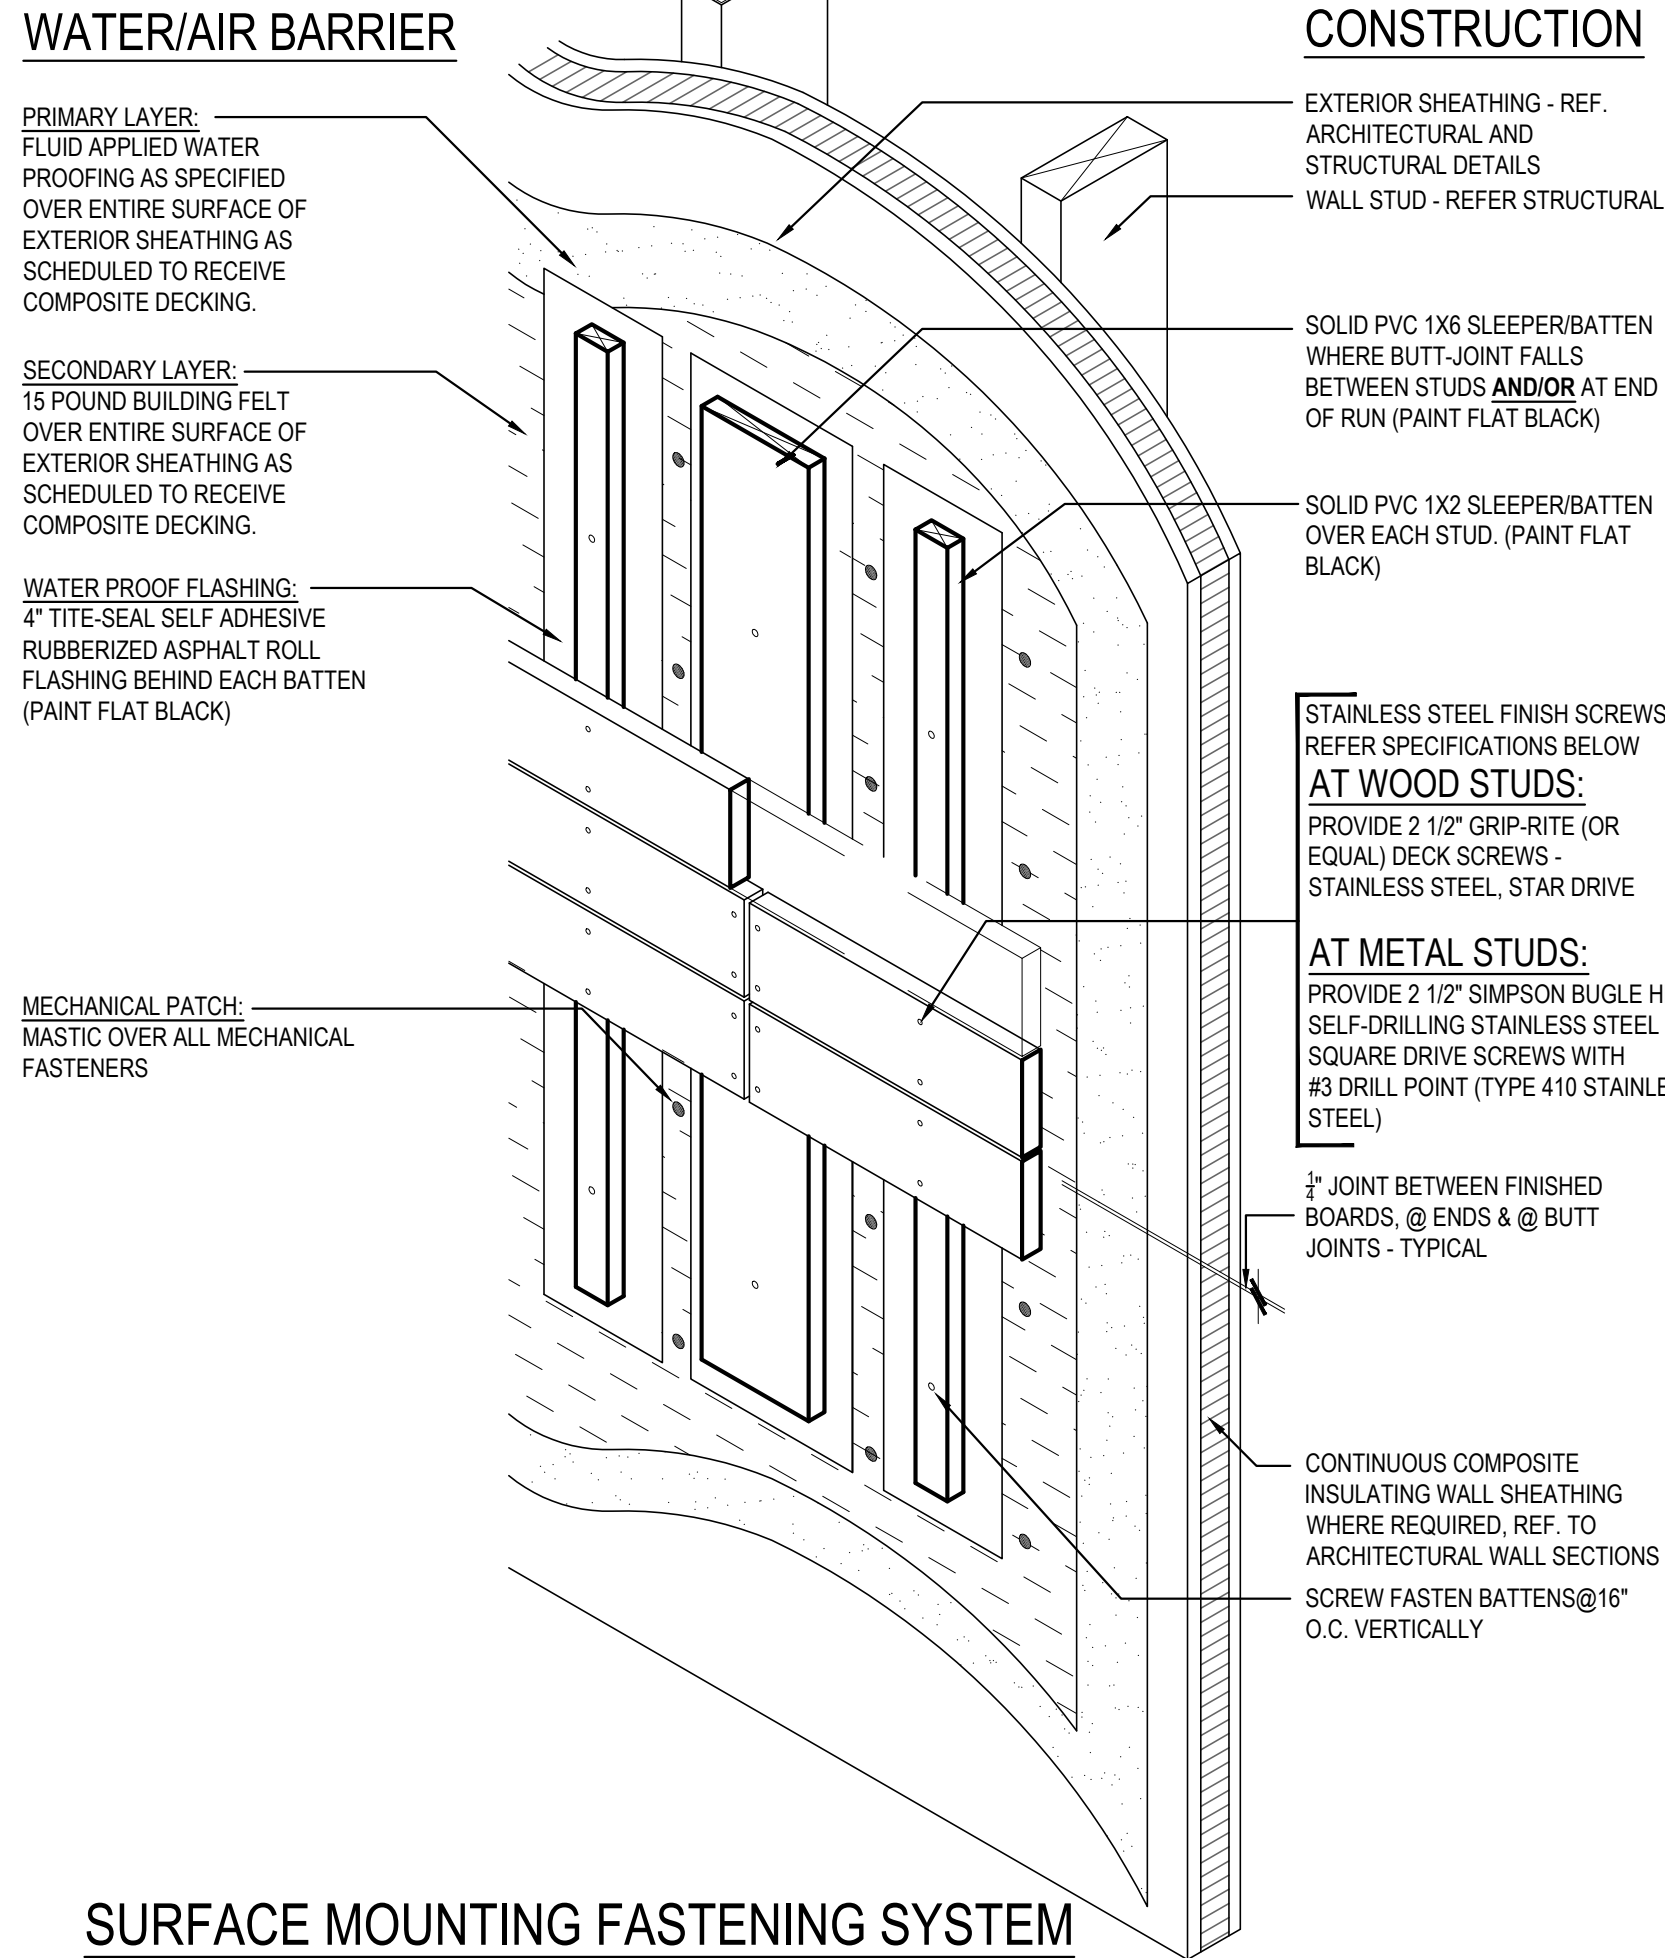 WATER/AIR BARRIER
PRIMARY LAYER:
FLUID APPLIED WATER
PROOFING AS SPECIFIED
OVER ENTIRE SURFACE OF
EXTERIOR SHEATHING AS
SCHEDULED TO RECEIVE
COMPOSITE DECKING.
SECONDARY LAYER:
15 POUND BUILDING FELT
OVER ENTIRE SURFACE OF
EXTERIOR SHEATHING AS
SCHEDULED TO RECEIVE
COMPOSITE DECKING.
WATER PROOF FLASHING:
4" TITE-SEAL SELF ADHESIVE
RUBBERIZED ASPHALT ROLL
FLASHING BEHIND EACH BATTEN
(PAINT FLAT BLACK)
MECHANICAL PATCH:
MASTIC OVER ALL MECHANICAL
FASTENERS
CONSTRUCTION
EXTERIOR SHEATHING - REF.
ARCHITECTURAL AND
STRUCTURAL DETAILS
WALL STUD - REFER STRUCTURAL
SOLID PVC 1X6 SLEEPER/BATTEN
WHERE BUTT-JOINT FALLS
BETWEEN STUDS AND/OR AT END
OF RUN (PAINT FLAT BLACK)
SOLID PVC 1X2 SLEEPER/BATTEN
OVER EACH STUD. (PAINT FLAT
BLACK)
STAINLESS STEEL FINISH SCREWS
REFER SPECIFICATIONS BELOW
AT WOOD STUDS:
PROVIDE 2 1/2" GRIP-RITE (OR
EQUAL) DECK SCREWS -
STAINLESS STEEL, STAR DRIVE
AT METAL STUDS:
PROVIDE 2 1/2" SIMPSON BUGLE H
SELF-DRILLING STAINLESS STEEL
SQUARE DRIVE SCREWS WITH
#3 DRILL POINT (TYPE 410 STAINLE
STEEL)
1/4" JOINT BETWEEN FINISHED
BOARDS, @ ENDS & @ BUTT
JOINTS - TYPICAL
CONTINUOUS COMPOSITE
INSULATING WALL SHEATHING
WHERE REQUIRED, REF. TO
ARCHITECTURAL WALL SECTIONS
SCREW FASTEN BATTENS@16"
O.C. VERTICALLY
SURFACE MOUNTING FASTENING SYSTEM